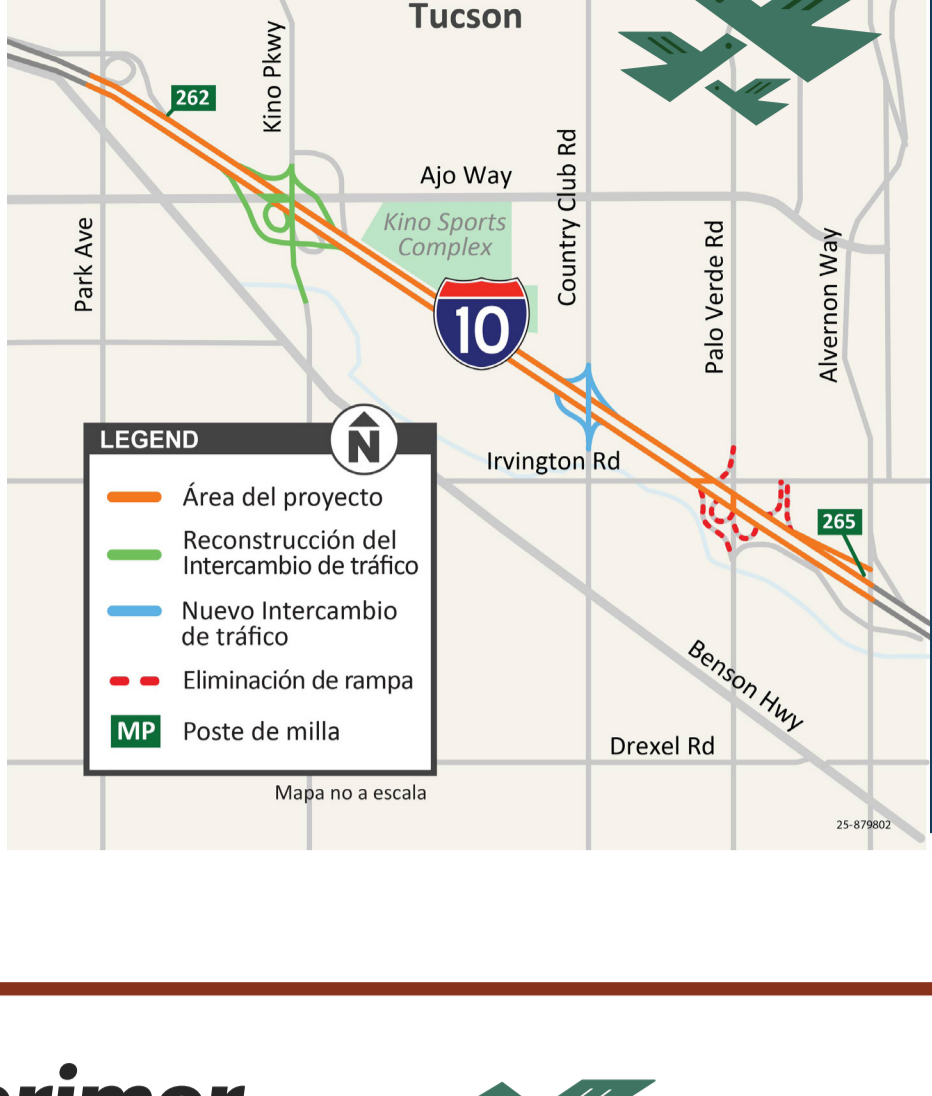 Tucson
262
Kino Pkwy
Country Club Rd
Ajo Way
Kino Sports
Complex
Park Ave
Palo Verde Rd
Alvernon Way
10
Irvington Rd
265
LEGEND
N
Área del proyecto
Reconstrucción del
Intercambio de tráfico
Nuevo Intercambio
de tráfico
Eliminación de rampa
MP Poste de milla
Benson Hwy
Drexel Rd
Mapa no a escala
25-879802